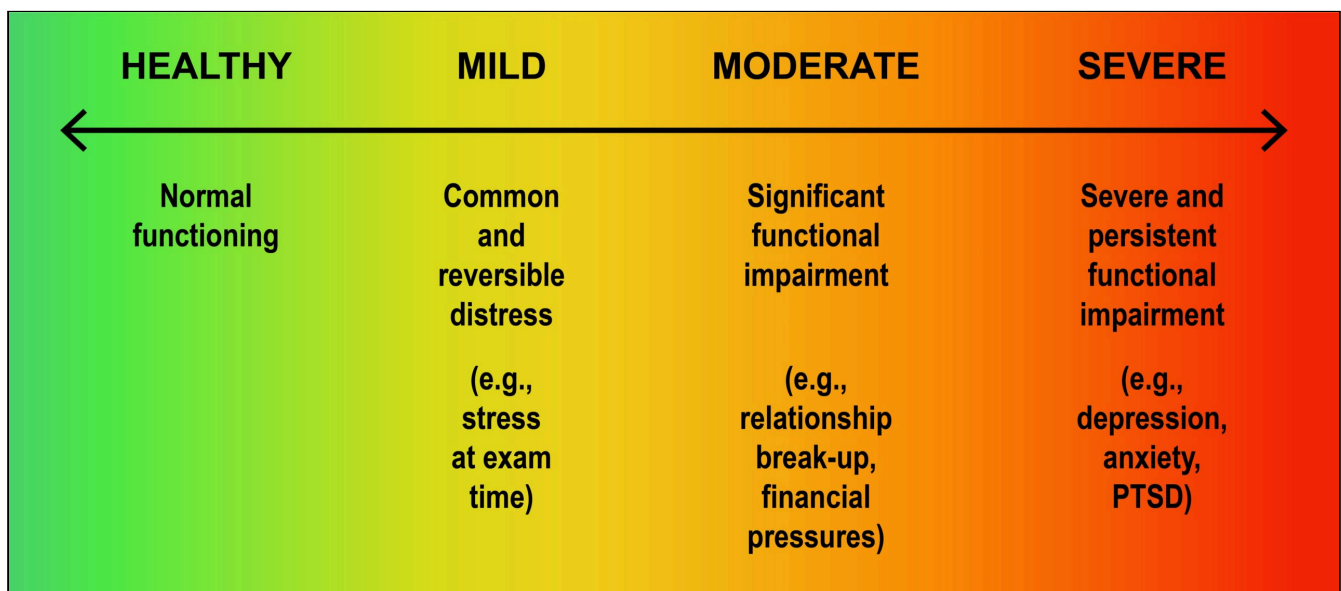 HEALTHY
MILD
MODERATE
SEVERE
Normal
functioning
Common
and
reversible
distress
(e.g.,
stress
at exam
time)
Significant
functional
impairment
(e.g.,
relationship
break-up,
financial
pressures)
Severe and
persistent
functional
impairment
(e.g.,
depression,
anxiety,
PTSD)